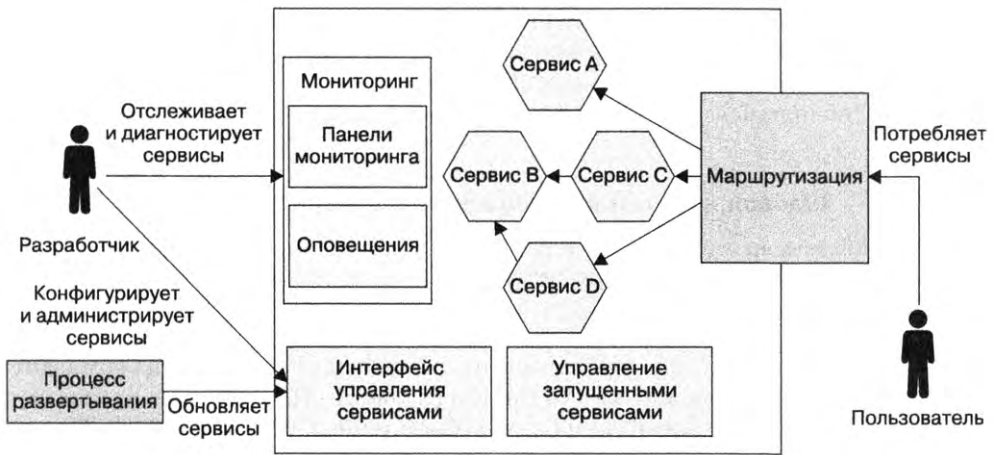 Мониторинг
Панели
мониторинга
Оповещения
Сервис A
Сервис B
Сервис C
Сервис D
Маршрутизация
Потребляет
сервисы
Отслеживает
и диагностирует
сервисы
Разработчик
Конфигурирует
и администрирует
сервисы
Процесс
развертывания
Обновляет
сервисы
Интерфейс
управления
сервисами
Управление
запущенными
сервисами
Пользователь